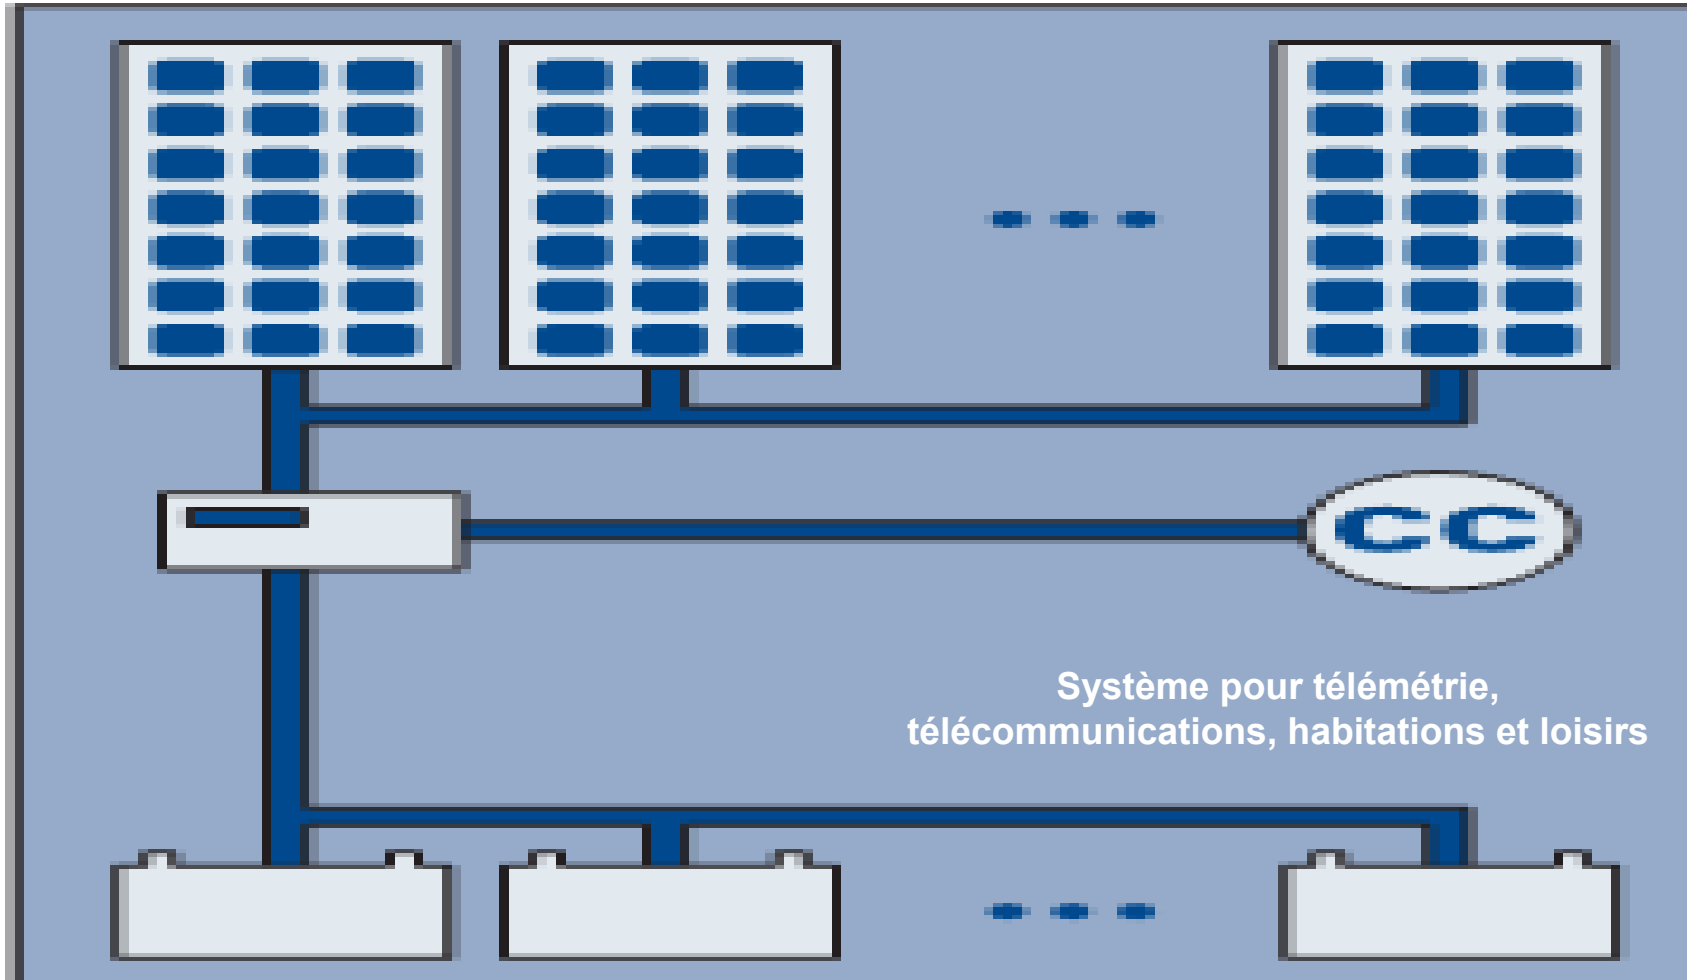 CC
Système pour télémétrie,
télécommunications, habitations et loisirs